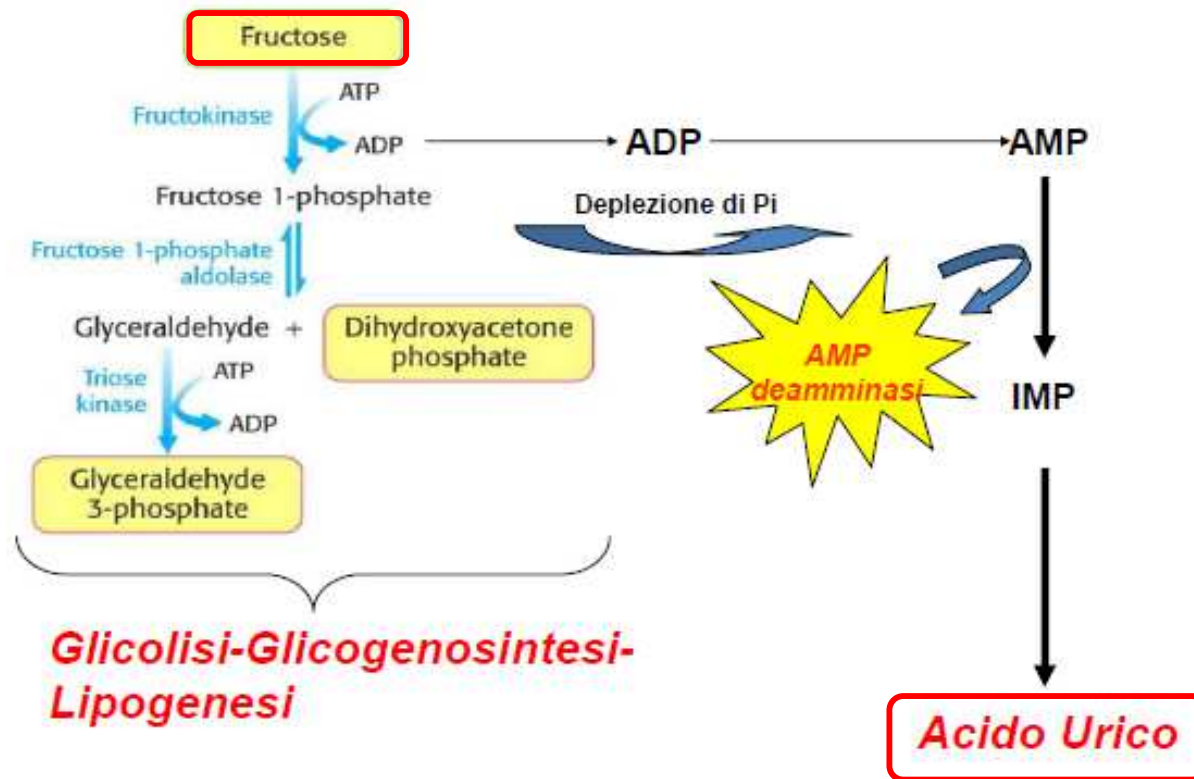 Fructose
Fructokinase
ATP
ADP
ADP
AMP
Fructose 1-phosphate
Deplezione di Pi
Fructose 1-phosphate
aldolase
Glyceraldehyde +
Dihydroxyacetone
phosphate
AMP
deamminasi
Triose
kinase
ATP
ADP
IMP
Glyceraldehyde
3-phosphate
Glicolisi-Glicogenosintesi-
Lipogenesi
Acido Urico